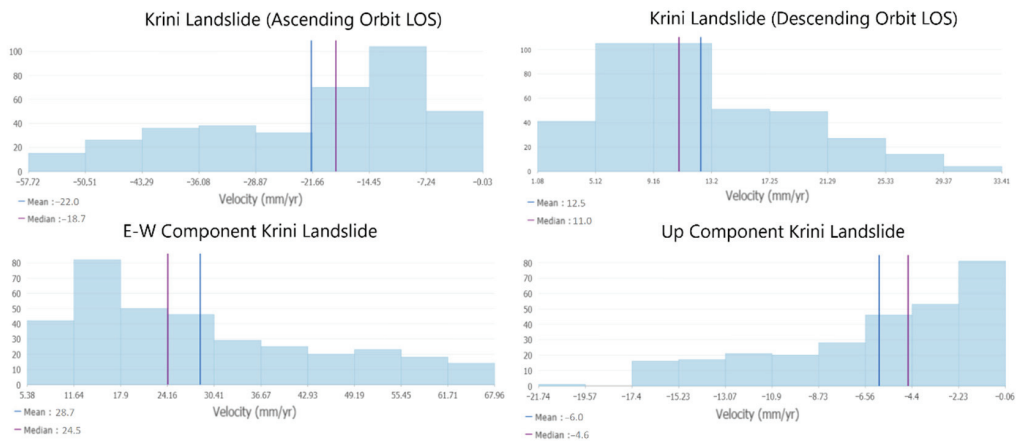 Krini Landslide (Ascending Orbit LOS)
100
80
60
40
20
0
−57.72 −50.51 −43.29 −36.08 −28.87 −21.66 −14.45 −7.24 −0.03
Velocity (mm/yr)
Mean :−22.0
Median :−18.7
Krini Landslide (Descending Orbit LOS)
100
80
60
40
20
0
1.08 5.12 9.16 13.2 17.25 21.29 25.33 29.37 33.41
Velocity (mm/yr)
Mean : 12.5
Median : 11.0
E-W Component Krini Landslide
80
70
60
50
40
30
20
10
0
5.38 11.64 17.9 24.16 30.41 36.67 42.93 49.19 55.45 61.71 67.96
Velocity (mm/yr)
Mean : 28.7
Median : 24.5
Up Component Krini Landslide
80
70
60
50
40
30
20
10
0
−21.74 −19.57 −17.4 −15.23 −13.07 −10.9 −8.73 −6.56 −4.4 −2.23 −0.06
Velocity (mm/yr)
Mean : −6.0
Median : −4.6